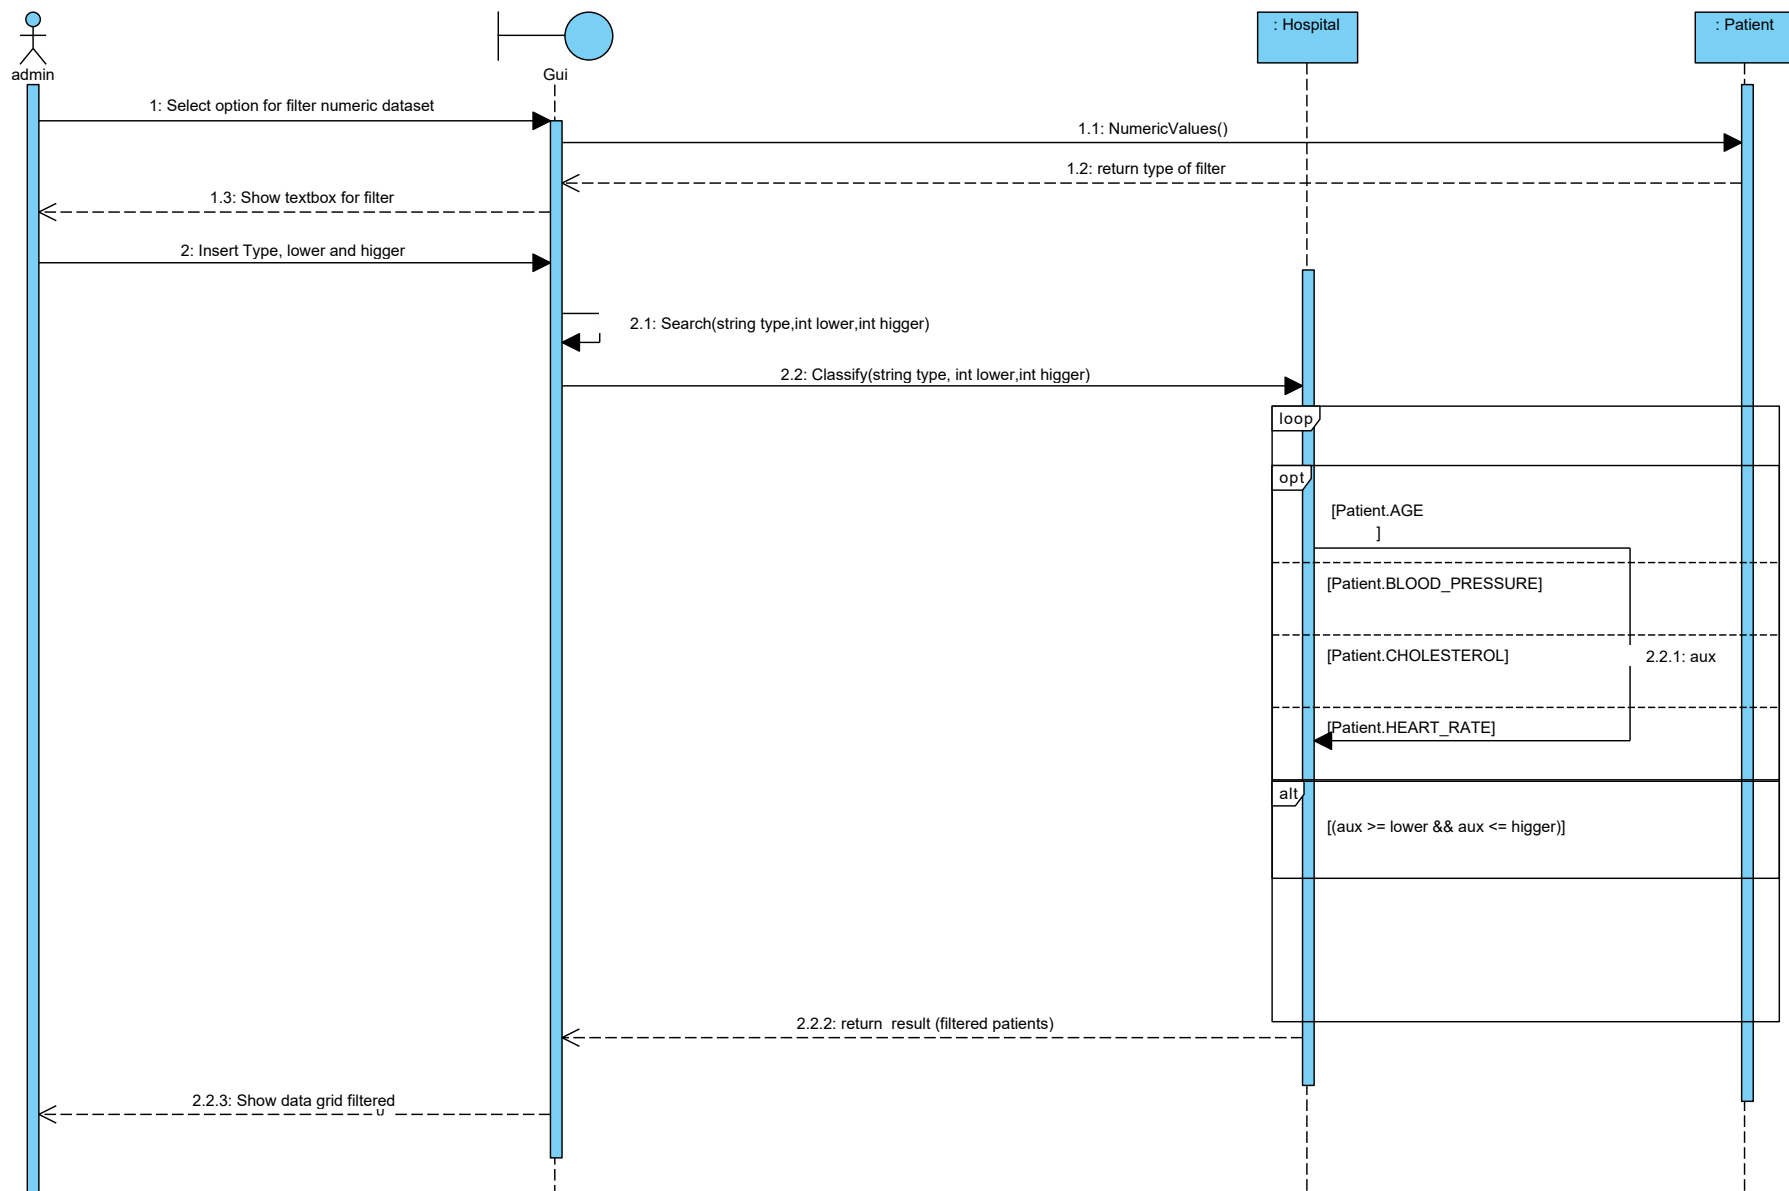 : Hospital
: Patient
admin
Gui
1: Select option for filter numeric dataset
1.1: NumericValues()
1.2: return type of filter
1.3: Show textbox for filter
2: Insert Type, lower and higger
2.1: Search(string type,int lower,int higger)
2.2: Classify(string type, int lower,int higger)
loop
opt
[Patient.AGE
]
[Patient.BLOOD_PRESSURE]
[Patient.CHOLESTEROL]
2.2.1: aux
[Patient.HEART_RATE]
alt
[(aux >= lower && aux <= higger)]
2.2.2: return  result (filtered patients)
2.2.3: Show data grid filtered